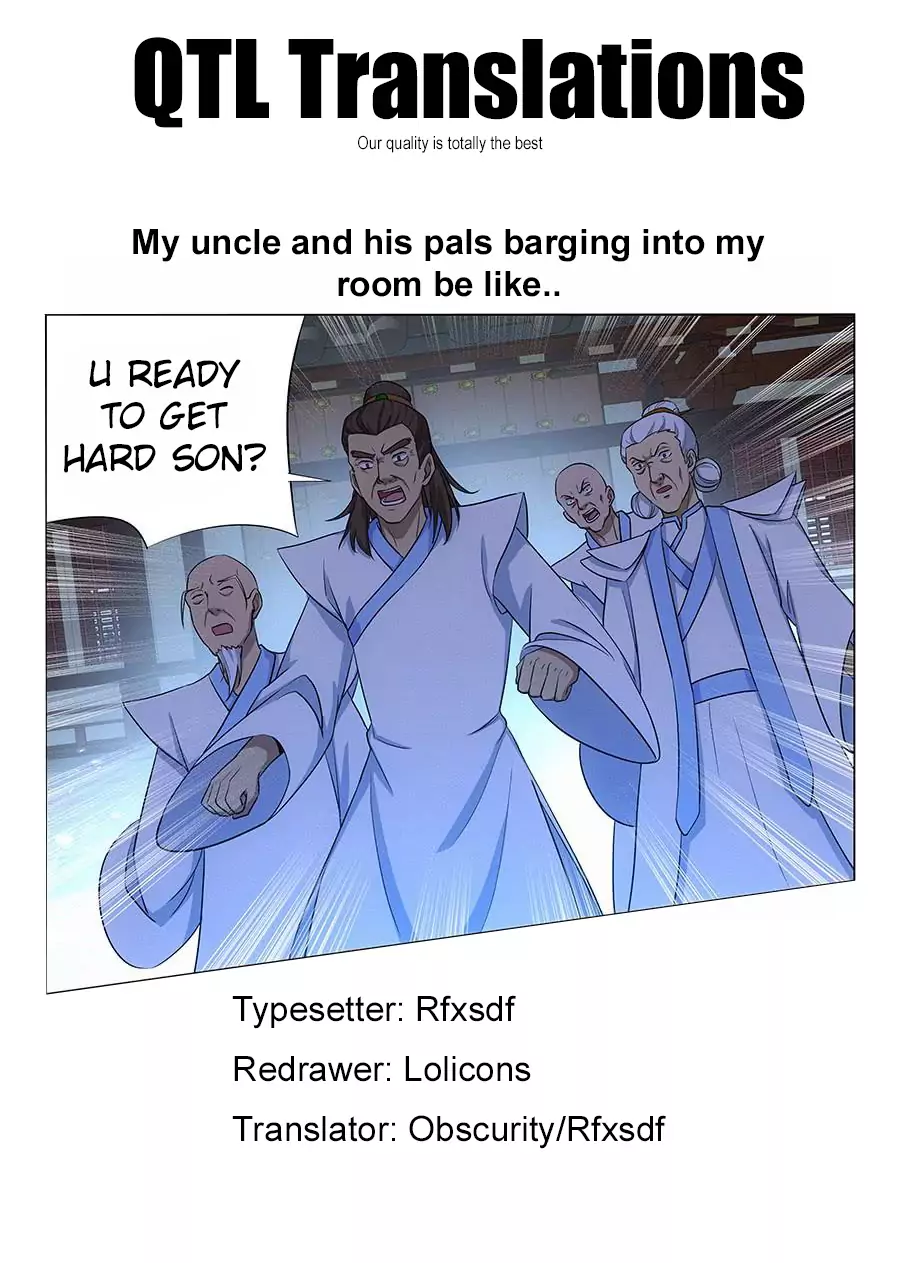 QTL Translations
Our quality is totally the best
My uncle and his pals barging into my
room be like..
U READY
TO GET
HARD SON?
Typesetter: Rfxsdf
Redrawer: Lolicons
Translator: Obscurity/Rfxsdf